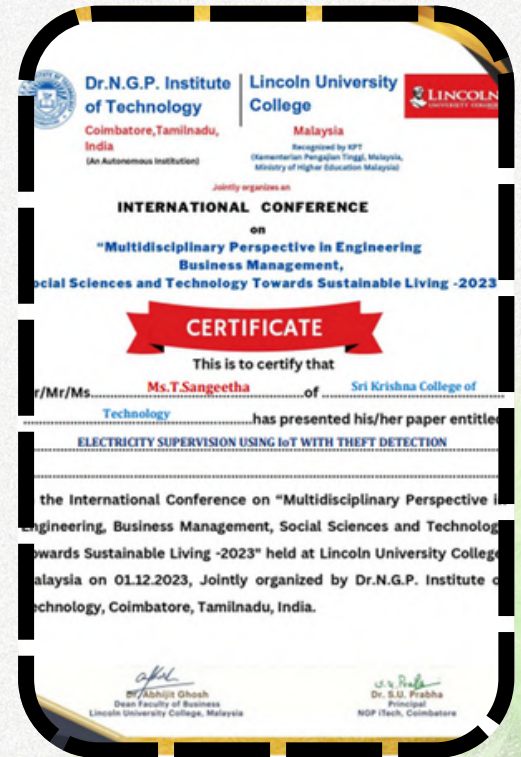 Dr.N.G.P. Institute
of Technology
Coimbatore,Tamilnadu,
India
(An Autonomous Institution)
Lincoln University
College
Malaysia
Recognized by KPT
(Kementerian Pengajian Tinggi, Malaysia,
Ministry of Higher Education Malaysia)
LINCOLN
UNIVERSITY COLLEGE
Jointly organizes an
INTERNATIONAL CONFERENCE
on
"Multidisciplinary Perspective in Engineering
Business Management,
ocial Sciences and Technology Towards Sustainable Living -2023
CERTIFICATE
This is to certify that
r/Mr/Ms. Ms.T.Sangeetha of Sri Krishna College of
Technology has presented his/her paper entitled
ELECTRICITY SUPERVISION USING IoT WITH THEFT DETECTION
the International Conference on "Multidisciplinary Perspective i
ngineering, Business Management, Social Sciences and Technolog
owards Sustainable Living -2023" held at Lincoln University College
alaysia on 01.12.2023, Jointly organized by Dr.N.G.P. Institute o
echnology, Coimbatore, Tamilnadu, India.
Dr. Abhijit Ghosh
Dean Faculty of Business
Lincoln University College, Malaysia
Dr. S.U. Prabha
Principal
NGP iTech, Coimbatore